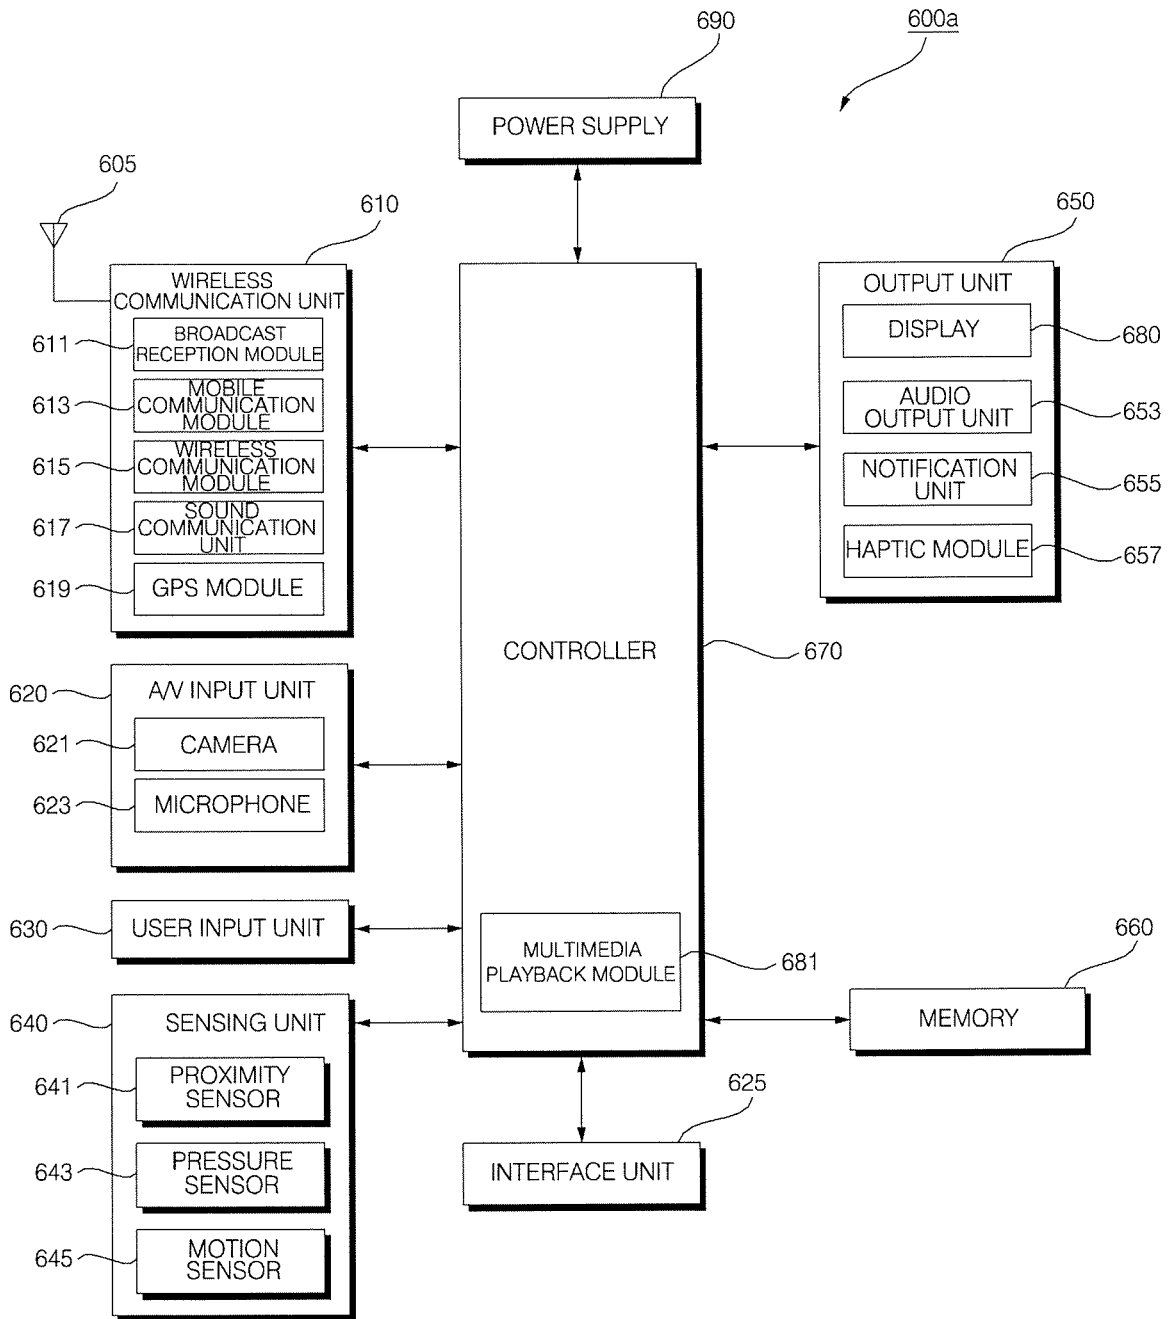 690
600a
POWER SUPPLY
605
610
650
WIRELESS
COMMUNICATION UNIT
611
BROADCAST
RECEPTION MODULE
613
MOBILE
COMMUNICATION
MODULE
615
WIRELESS
COMMUNICATION
MODULE
617
SOUND
COMMUNICATION
UNIT
619
GPS MODULE
OUTPUT UNIT
DISPLAY
680
AUDIO
OUTPUT UNIT
653
NOTIFICATION
UNIT
655
HAPTIC MODULE
657
CONTROLLER
670
620
A/V INPUT UNIT
621
CAMERA
623
MICROPHONE
630
USER INPUT UNIT
MULTIMEDIA
PLAYBACK MODULE
681
660
MEMORY
640
SENSING UNIT
641
PROXIMITY
SENSOR
643
PRESSURE
SENSOR
645
MOTION
SENSOR
625
INTERFACE UNIT